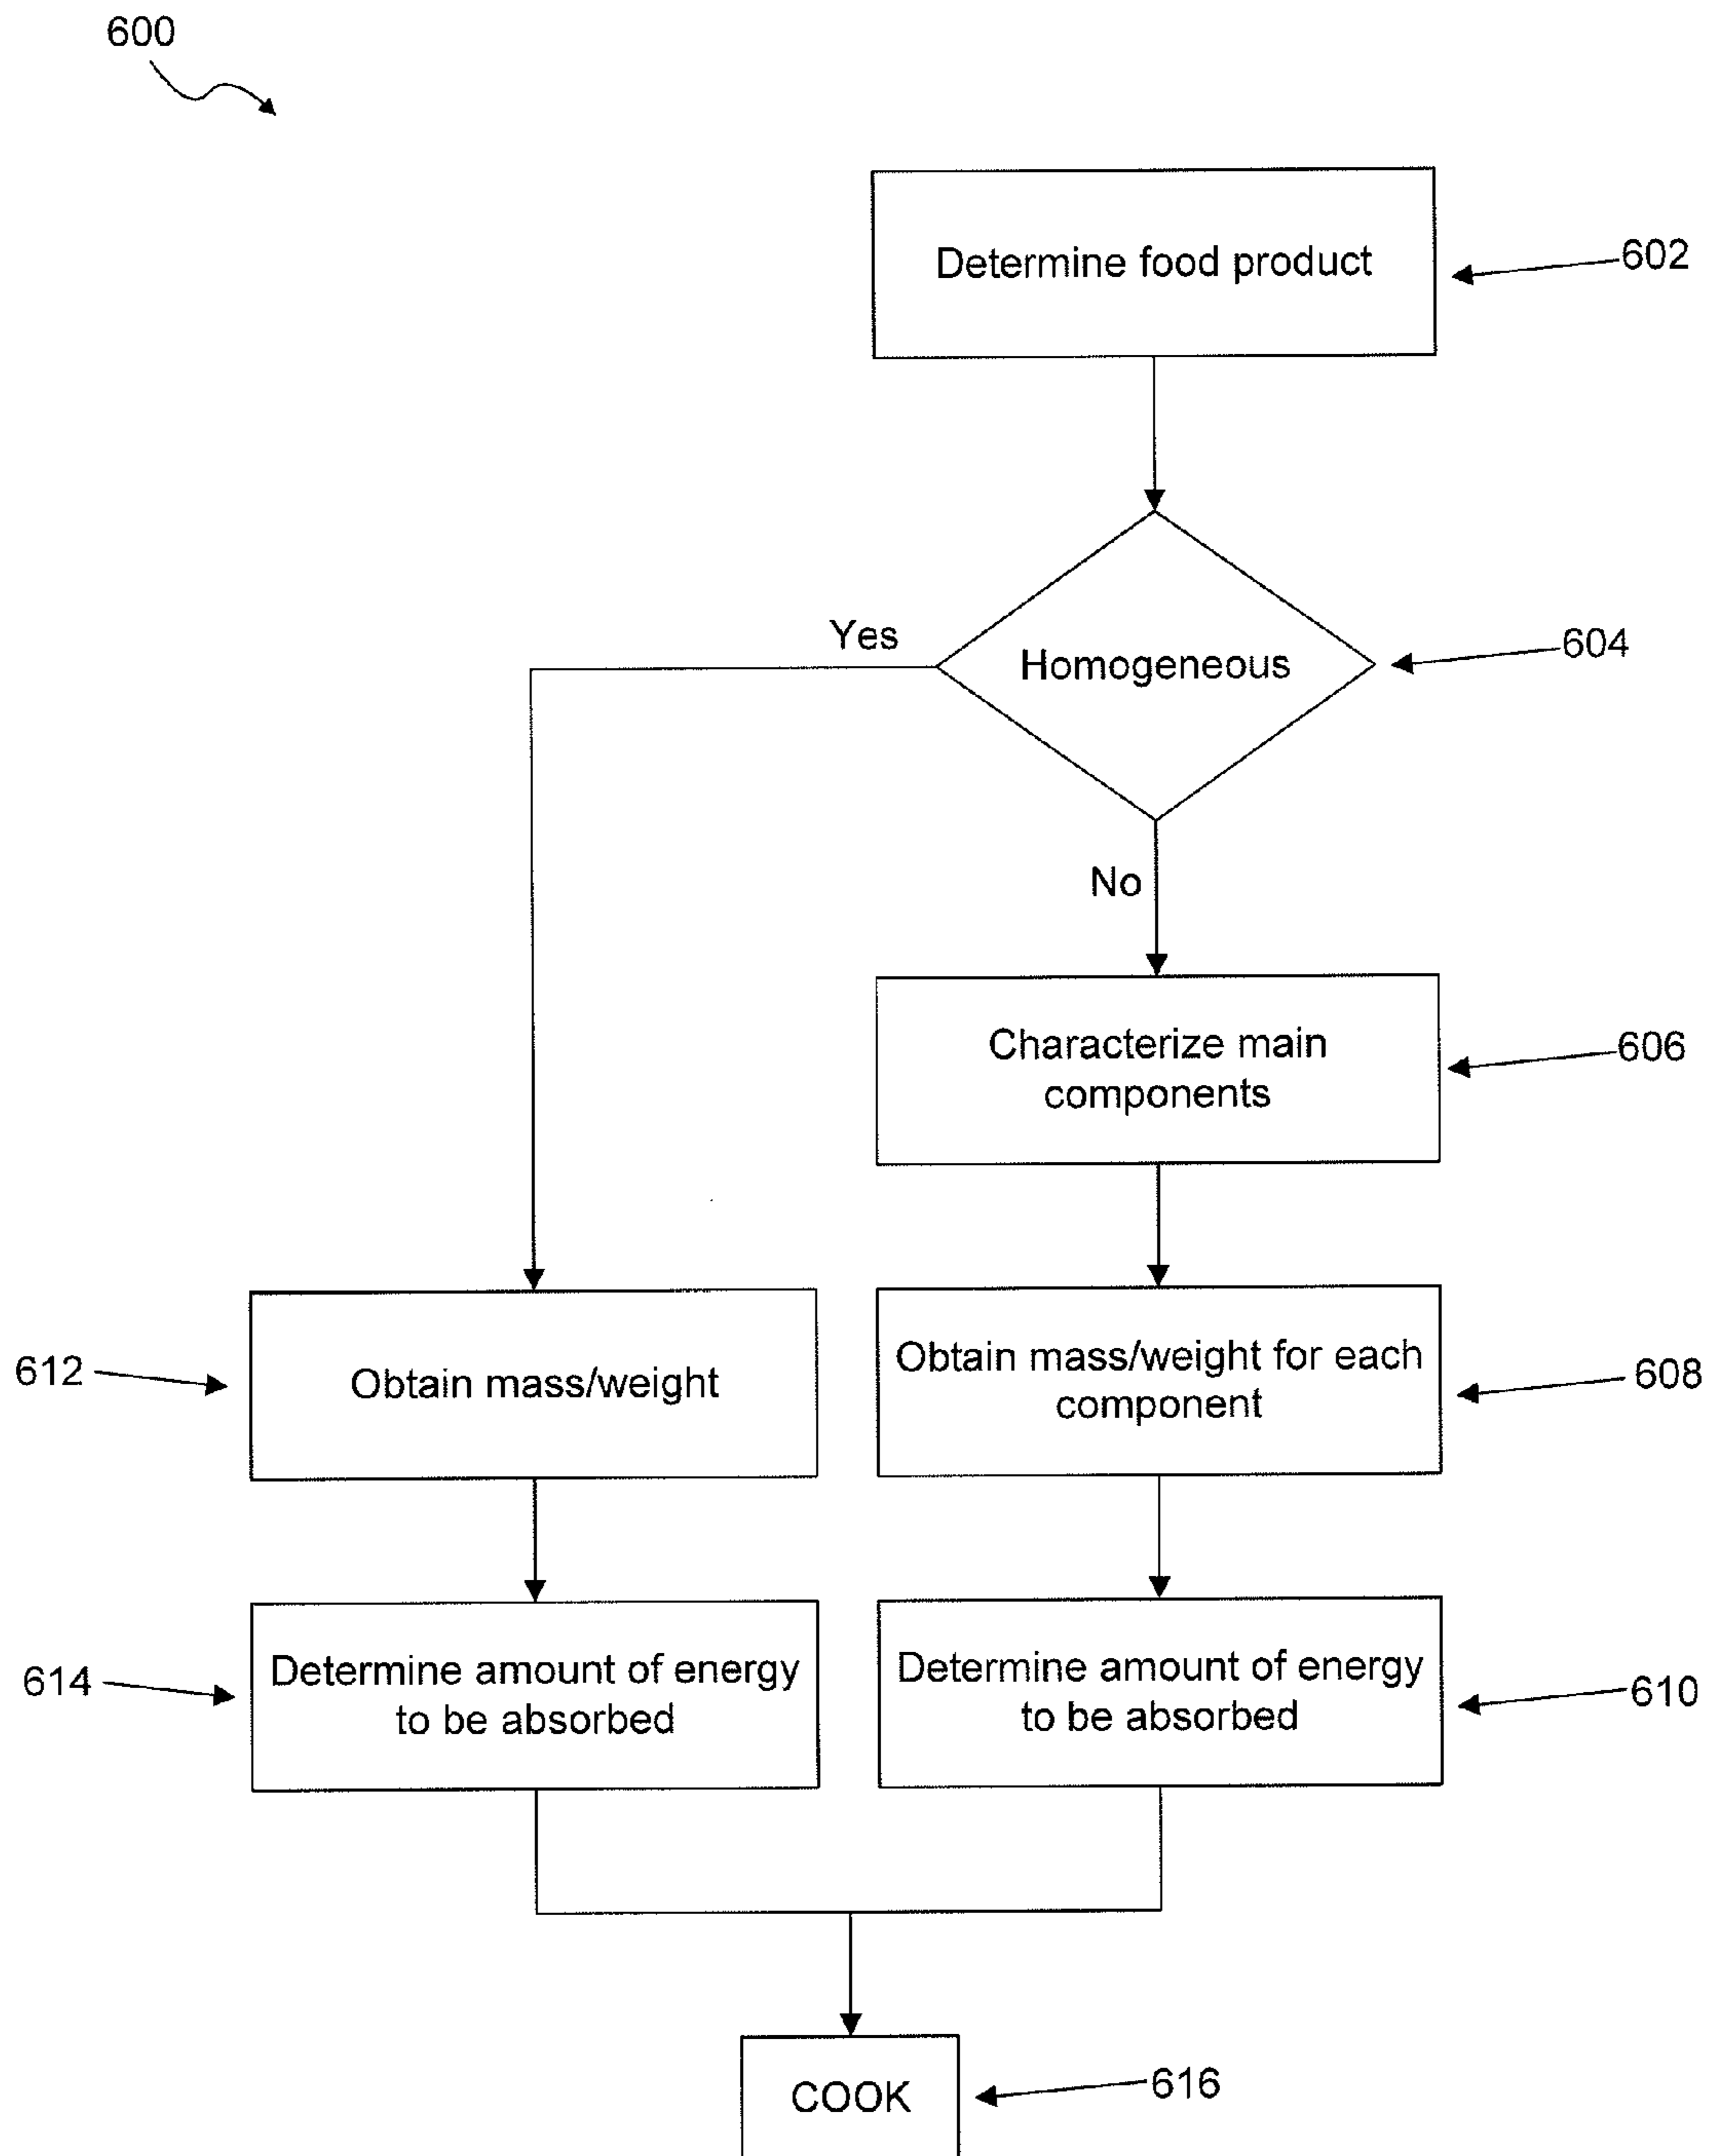 600
Determine food product
602
Yes
Homogeneous
604
No
Characterize main
components
606
612
Obtain mass/weight
Obtain mass/weight for each
component
608
614
Determine amount of energy
to be absorbed
Determine amount of energy
to be absorbed
610
COOK
616